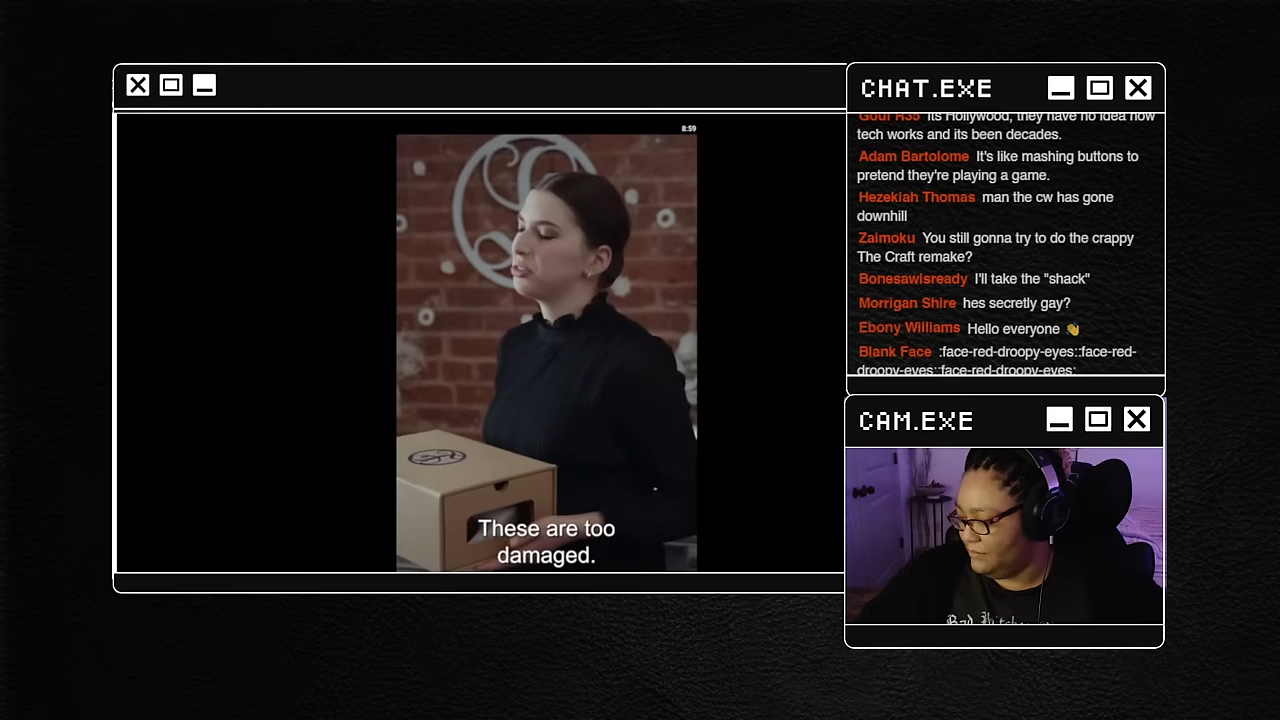 8:59
These are too
damaged.
CHAT.EXE
Gouf R35 Its Hollywood, they have no idea how
tech works and its been decades.
Adam Bartolome It's like mashing buttons to
pretend they're playing a game.
Hezekiah Thomas man the cw has gone
downhill
Zaimoku You still gonna try to do the crappy
The Craft remake?
Bonesawisready I'll take the "shack"
Morrigan Shire hes secretly gay?
Ebony Williams Hello everyone 👋
Blank Face :face-red-droopy-eyes::face-red-
droopy-eyes::face-red-droopy-eyes:
CAM.EXE
Bad